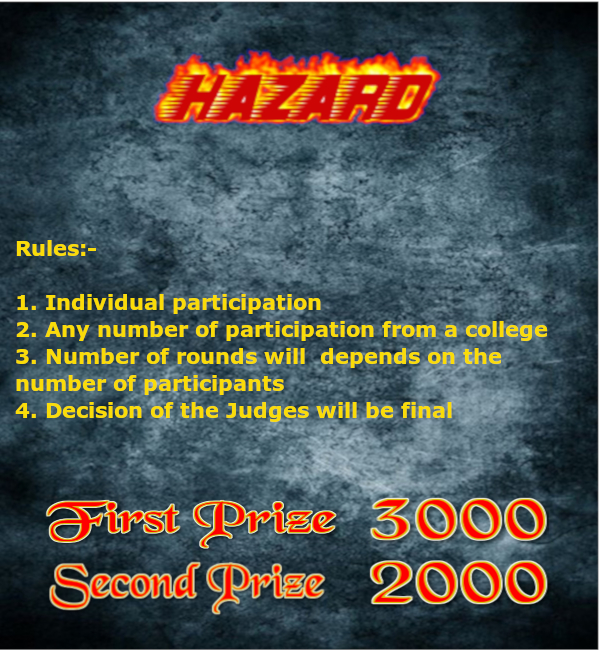 HAZARD
Rules:-
1. Individual participation
2. Any number of participation from a college
3. Number of rounds will  depends on the
number of participants
4. Decision of the Judges will be final
First Prize 3000
Second Prize 2000